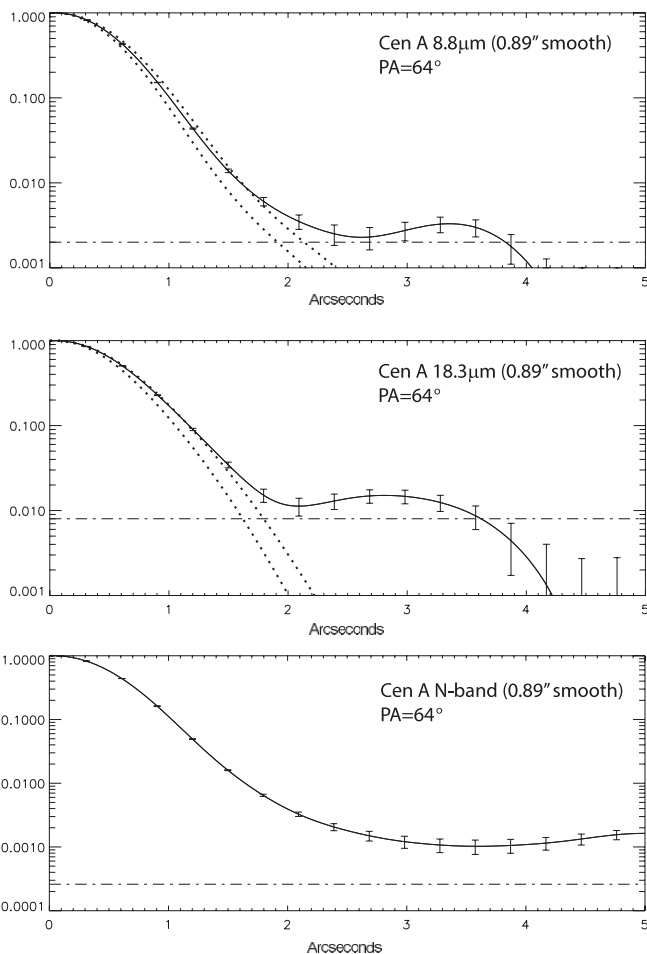 1.000
0.100
0.010
0.001
Cen A 8.8μm (0.89″ smooth)
PA=64°
0 1 2 3 4 5
Arcseconds
1.000
0.100
0.010
0.001
Cen A 18.3μm (0.89″ smooth)
PA=64°
0 1 2 3 4 5
Arcseconds
1.0000
0.1000
0.0100
0.0010
0.0001
Cen A N-band (0.89″ smooth)
PA=64°
0 1 2 3 4 5
Arcseconds